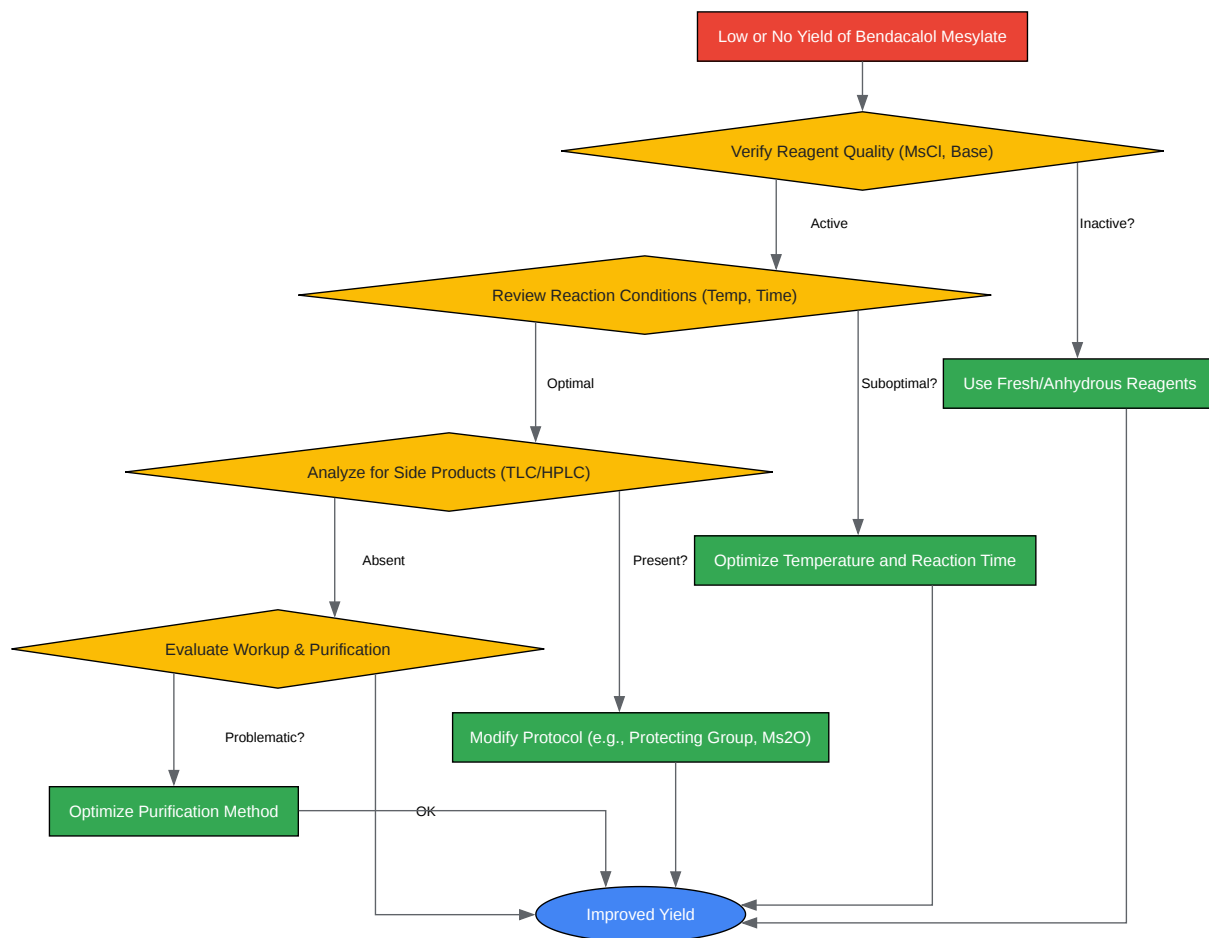 Low or No Yield of Bendacalol Mesylate
Verify Reagent Quality (MsCl, Base)
Active
Inactive?
Review Reaction Conditions (Temp, Time)
Optimal
Suboptimal?
Use Fresh/Anhydrous Reagents
Analyze for Side Products (TLC/HPLC)
Absent
Present?
Optimize Temperature and Reaction Time
Evaluate Workup & Purification
Problematic?
Modify Protocol (e.g., Protecting Group, Ms2O)
Optimize Purification Method
OK
Improved Yield